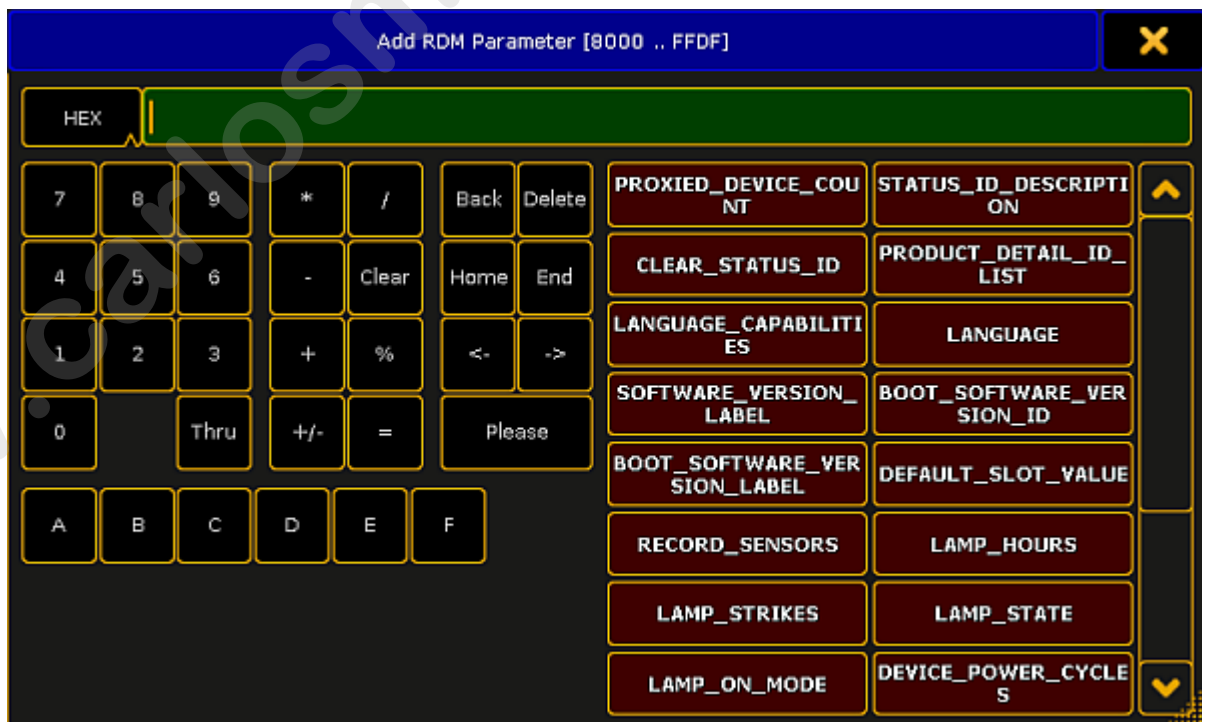 Add RDM Parameter [8000 .. FFDF]
HEX
7 8 9 * / Back Delete
4 5 6 - Clear Home End
1 2 3 + % <- ->
0 Thru +/- = Please
A B C D E F
PROXIED_DEVICE_COU
NT
STATUS_ID_DESCRIPTI
ON
CLEAR_STATUS_ID
PRODUCT_DETAIL_ID_
LIST
LANGUAGE_CAPABILITI
ES
LANGUAGE
SOFTWARE_VERSION_
LABEL
BOOT_SOFTWARE_VER
SION_ID
BOOT_SOFTWARE_VER
SION_LABEL
DEFAULT_SLOT_VALUE
RECORD_SENSORS
LAMP_HOURS
LAMP_STRIKES
LAMP_STATE
LAMP_ON_MODE
DEVICE_POWER_CYCLE
S